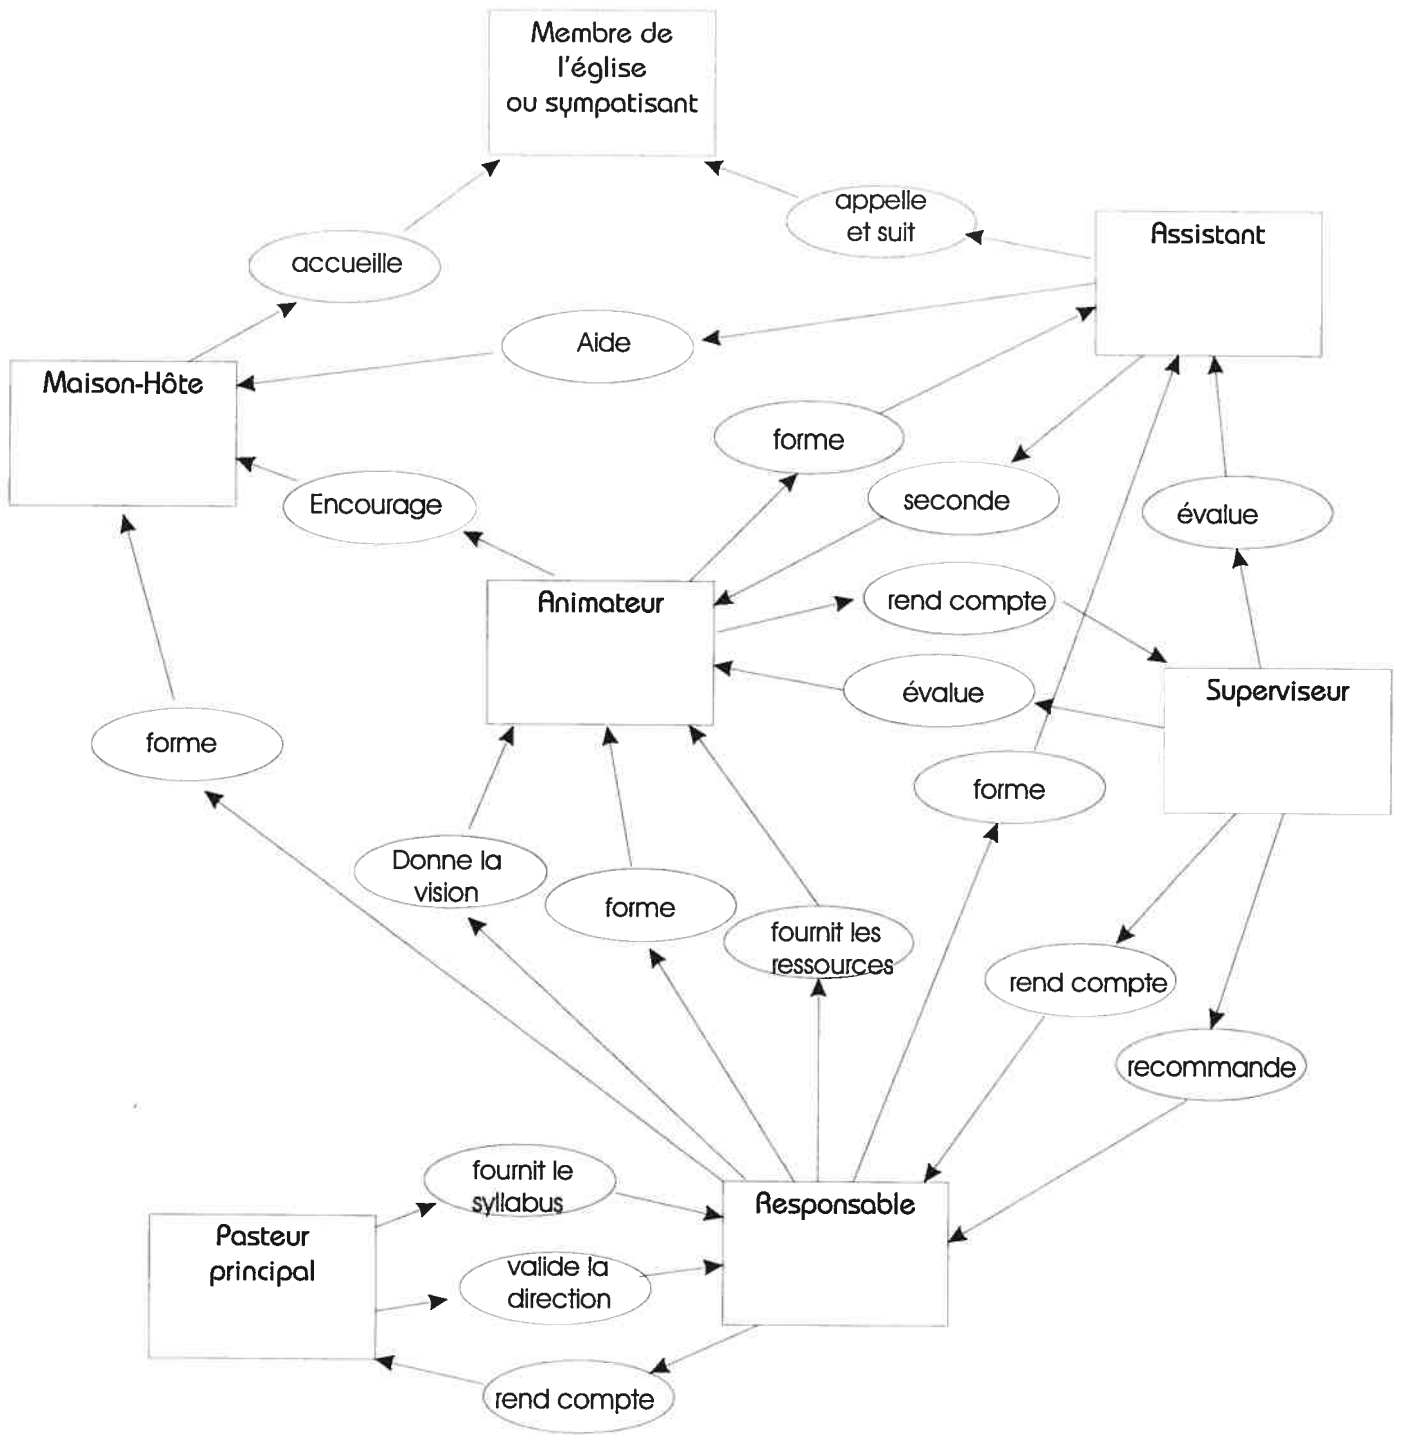 Membre de
l'église
ou sympatisant
appelle
et suit
Assistant
accueille
Aide
Maison-Hôte
forme
Encourage
seconde
évalue
Animateur
rend compte
évalue
Superviseur
forme
forme
Donne la
vision
forme
fournit les
ressources
rend compte
recommande
fournit le
syllabus
Responsable
Pasteur
principal
valide la
direction
rend compte